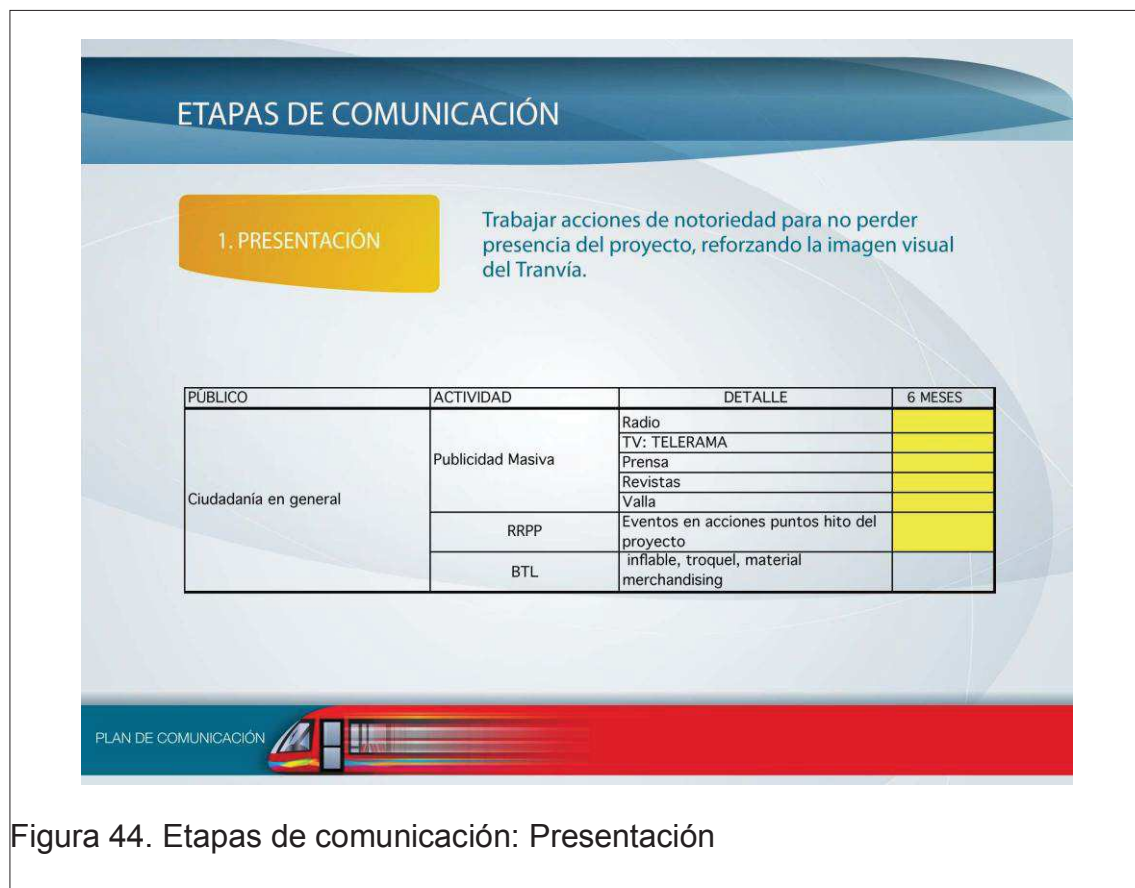 ETAPAS DE COMUNICACIÓN
1. PRESENTACIÓN
Trabajar acciones de notoriedad para no perder
presencia del proyecto, reforzando la imagen visual
del Tranvía.
PÚBLICO ACTIVIDAD DETALLE 6 MESES
Ciudadanía en general
Publicidad Masiva
Radio
TV: TELERAMA
Prensa
Revistas
Valla
RRPP
Eventos en acciones puntos hito del
proyecto
BTL
inflable, troquel, material
merchandising
PLAN DE COMUNICACIÓN
Figura 44. Etapas de comunicación: Presentación